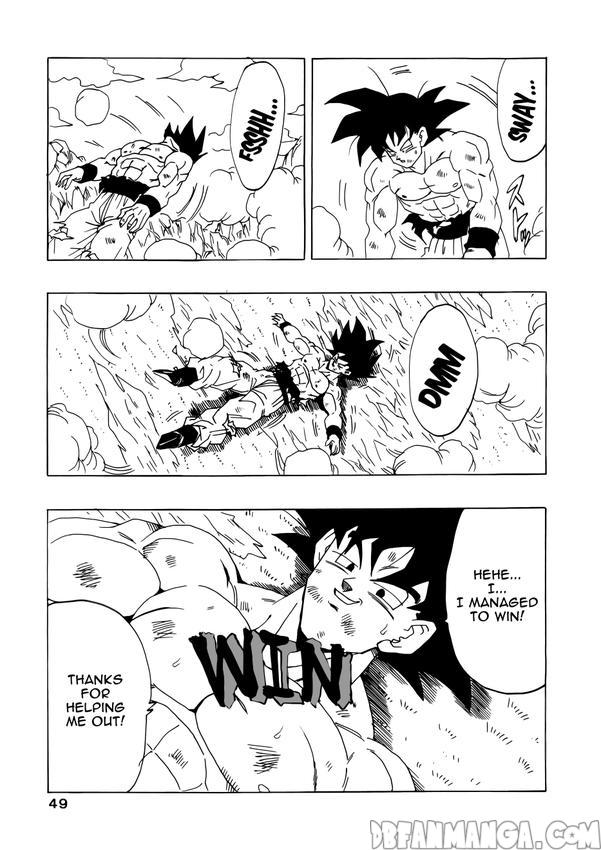 SWAY...
FSSHH...
DMM
HEHE...
I...
I MANAGED
TO WIN!
WIN
THANKS
FOR
HELPING
ME OUT!
49
DBFANMANGA.COM